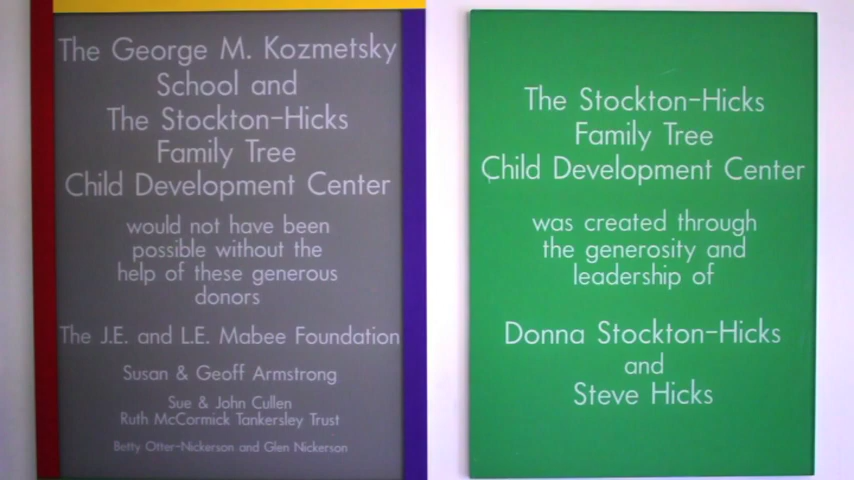 The George M. Kozmetsky
School and
The Stockton-Hicks
Family Tree
Child Development Center
would not have been
possible without the
help of these generous
donors
The J.E. and L.E. Mabee Foundation
Susan & Geoff Armstrong
Sue & John Cullen
Ruth McCormick Tankersley Trust
Betty Otter-Nickerson and Glen Nickerson
The Stockton-Hicks
Family Tree
Child Development Center
was created through
the generosity and
leadership of
Donna Stockton-Hicks
and
Steve Hicks